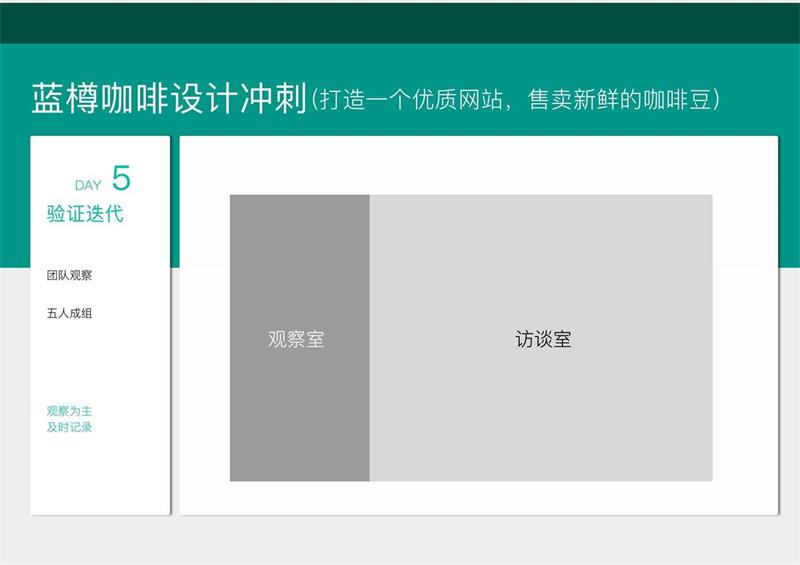 蓝樽咖啡设计冲刺(打造一个优质网站，售卖新鲜的咖啡豆)
DAY 5
验证迭代
团队观察
五人成组
观察为主
及时记录
观察室
访谈室